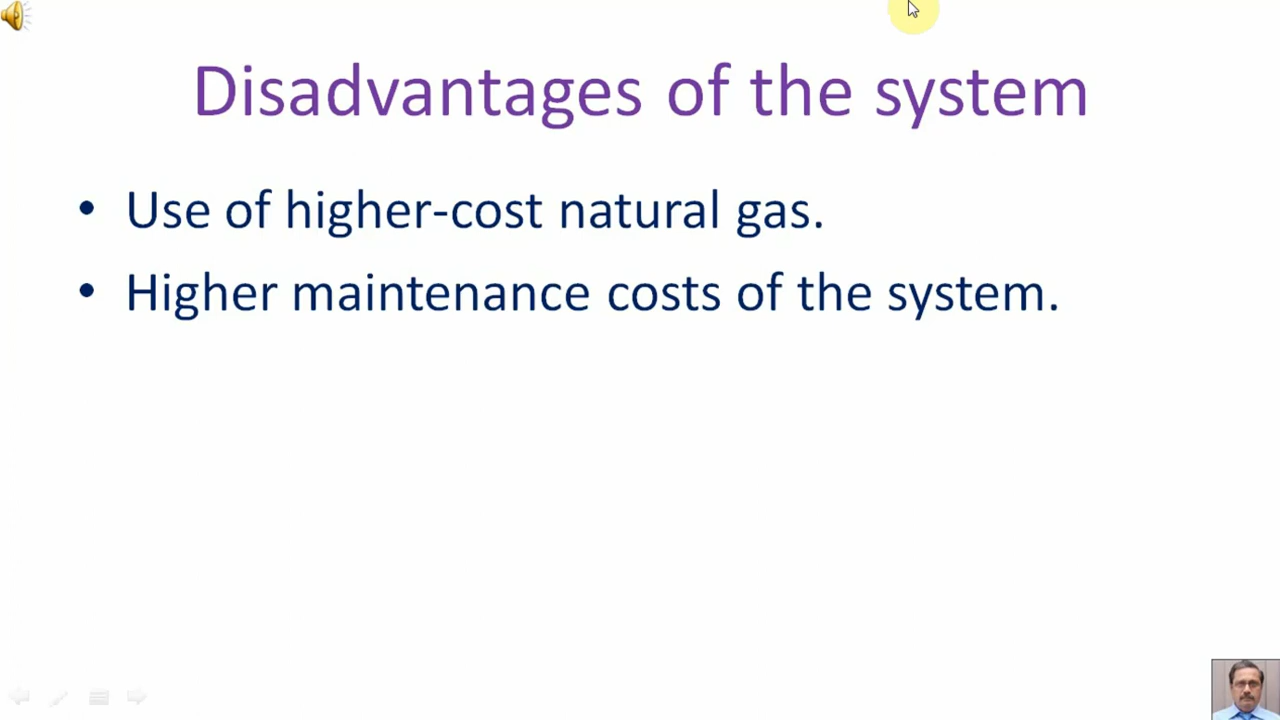 Disadvantages of the system
• Use of higher-cost natural gas.
• Higher maintenance costs of the system.